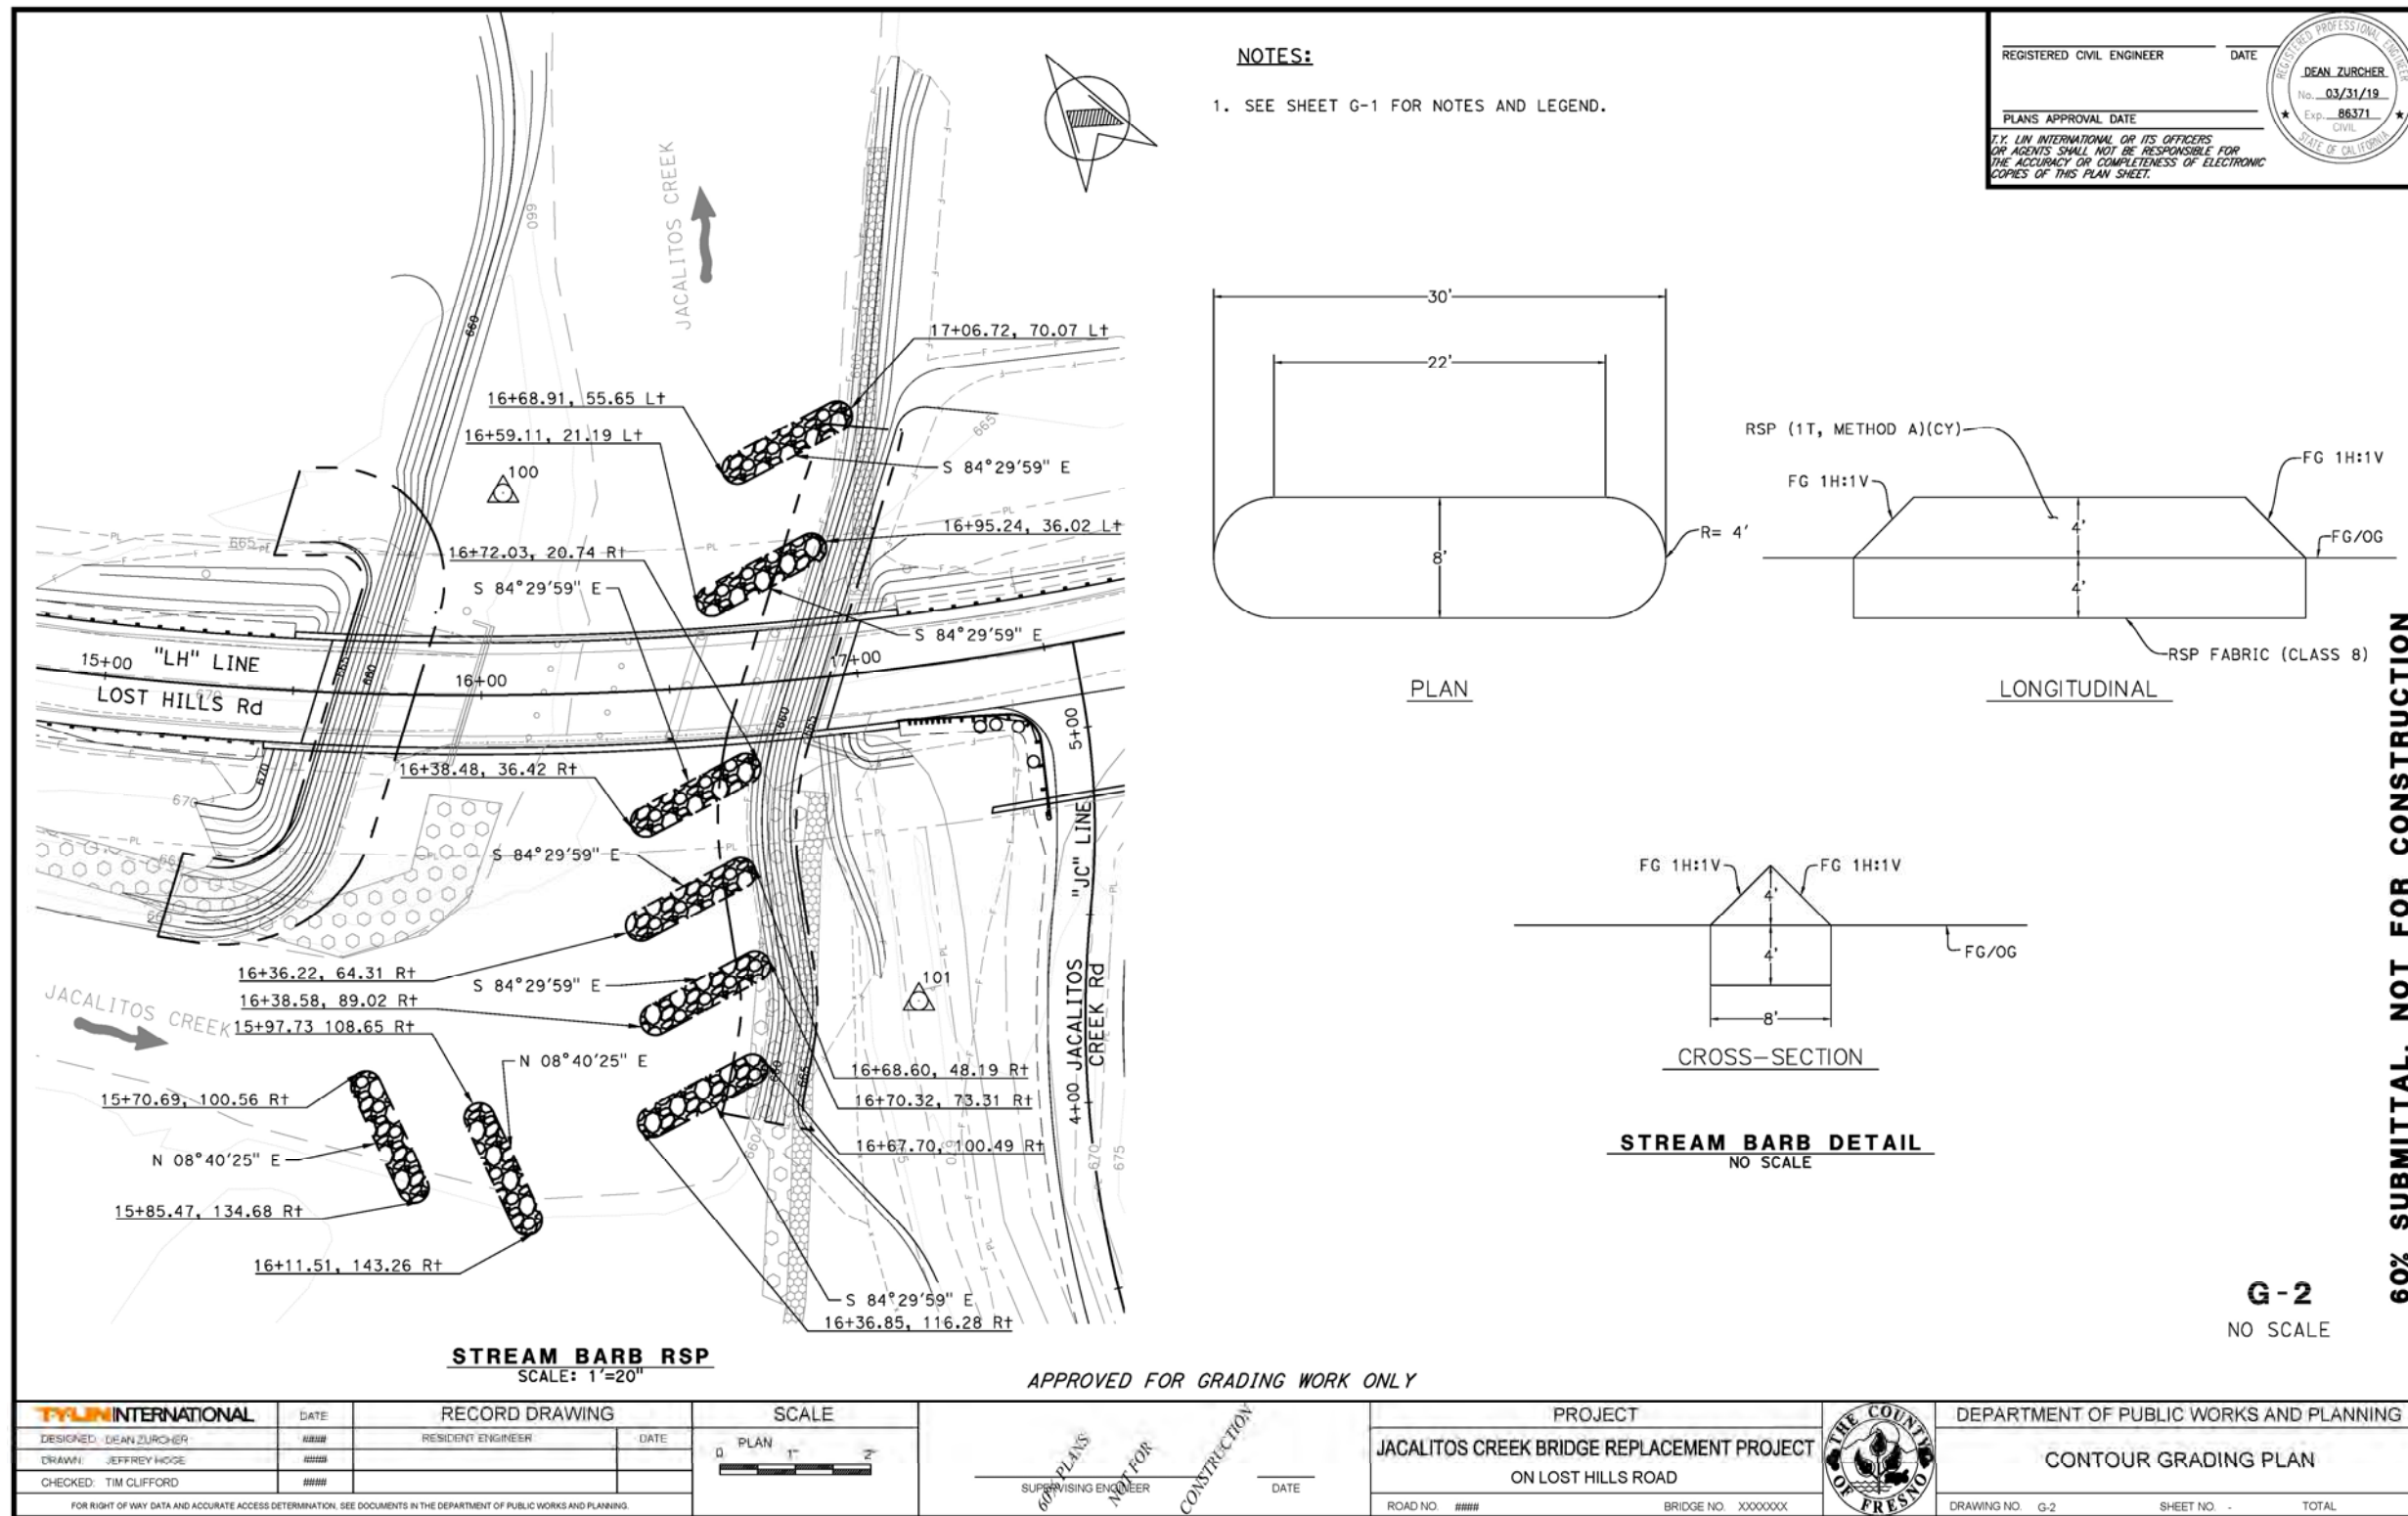 NOTES:
1. SEE SHEET G-1 FOR NOTES AND LEGEND.
REGISTERED CIVIL ENGINEER DATE
PLANS APPROVAL DATE
T.Y. LIN INTERNATIONAL OR ITS OFFICERS
OR AGENTS SHALL NOT BE RESPONSIBLE FOR
THE ACCURACY OR COMPLETENESS OF ELECTRONIC
COPIES OF THIS PLAN SHEET.
REGISTERED PROFESSIONAL ENGINEER
DEAN ZURCHER
No. 03/31/19
Exp. 86371
CIVIL
STATE OF CALIFORNIA
JACALITOS CREEK
660
660
17+06.72, 70.07 Lt
16+68.91, 55.65 Lt
16+59.11, 21.19 Lt
665
S 84°29'59" E
100
16+95.24, 36.02 Lt
16+72.03, 20.74 Rt
S 84°29'59" E
S 84°29'59" E
15+00 "LH" LINE
16+00
17+00
LOST HILLS Rd
665
660
670
660
665
5+00
16+38.48, 36.42 Rt
S 84°29'59" E
"JC" LINE
16+36.22, 64.31 Rt
S 84°29'59" E
16+38.58, 89.02 Rt
JACALITOS CREEK
15+97.73 108.65 Rt
N 08°40'25" E
101
4+00 JACALITOS
CREEK Rd
16+68.60, 48.19 Rt
16+70.32, 73.31 Rt
16+67.70, 100.49 Rt
15+70.69, 100.56 Rt
N 08°40'25" E
15+85.47, 134.68 Rt
16+11.51, 143.26 Rt
670
675
S 84°29'59" E
16+36.85, 116.28 Rt
STREAM BARB RSP
SCALE: 1'=20"
30'
22'
8'
R= 4'
PLAN
RSP (1T, METHOD A)(CY)
FG 1H:1V
FG 1H:1V
4'
FG/OG
4'
RSP FABRIC (CLASS 8)
LONGITUDINAL
FG 1H:1V
FG 1H:1V
4'
4'
FG/OG
8'
CROSS-SECTION
STREAM BARB DETAIL
NO SCALE
60% SUBMITTAL, NOT FOR CONSTRUCTION
G-2
NO SCALE
APPROVED FOR GRADING WORK ONLY
TYLIN INTERNATIONAL DATE RECORD DRAWING SCALE
DESIGNED: DEAN ZURCHER #### RESIDENT ENGINEER DATE
DRAWN: JEFFREY HOGE ####
CHECKED: TIM CLIFFORD ####
FOR RIGHT OF WAY DATA AND ACCURATE ACCESS DETERMINATION, SEE DOCUMENTS IN THE DEPARTMENT OF PUBLIC WORKS AND PLANNING.
PLAN
0 1" 2"
60% PLANS
NOT FOR
CONSTRUCTION
SUPERVISING ENGINEER DATE
PROJECT
JACALITOS CREEK BRIDGE REPLACEMENT PROJECT
ON LOST HILLS ROAD
ROAD NO. #### BRIDGE NO. XXXXXXX
THE COUNTY OF FRESNO
DEPARTMENT OF PUBLIC WORKS AND PLANNING
CONTOUR GRADING PLAN
DRAWING NO. G-2 SHEET NO. - TOTAL